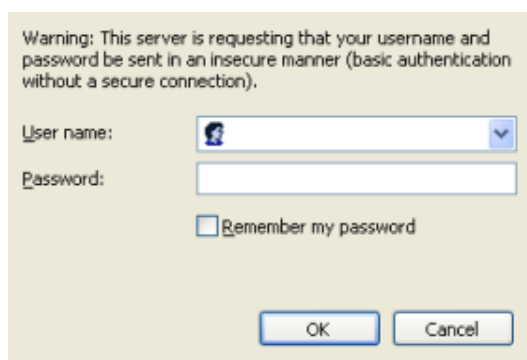 Warning: This server is requesting that your username and
password be sent in an insecure manner (basic authentication
without a secure connection).
User name:
Password:
Remember my password
OK Cancel